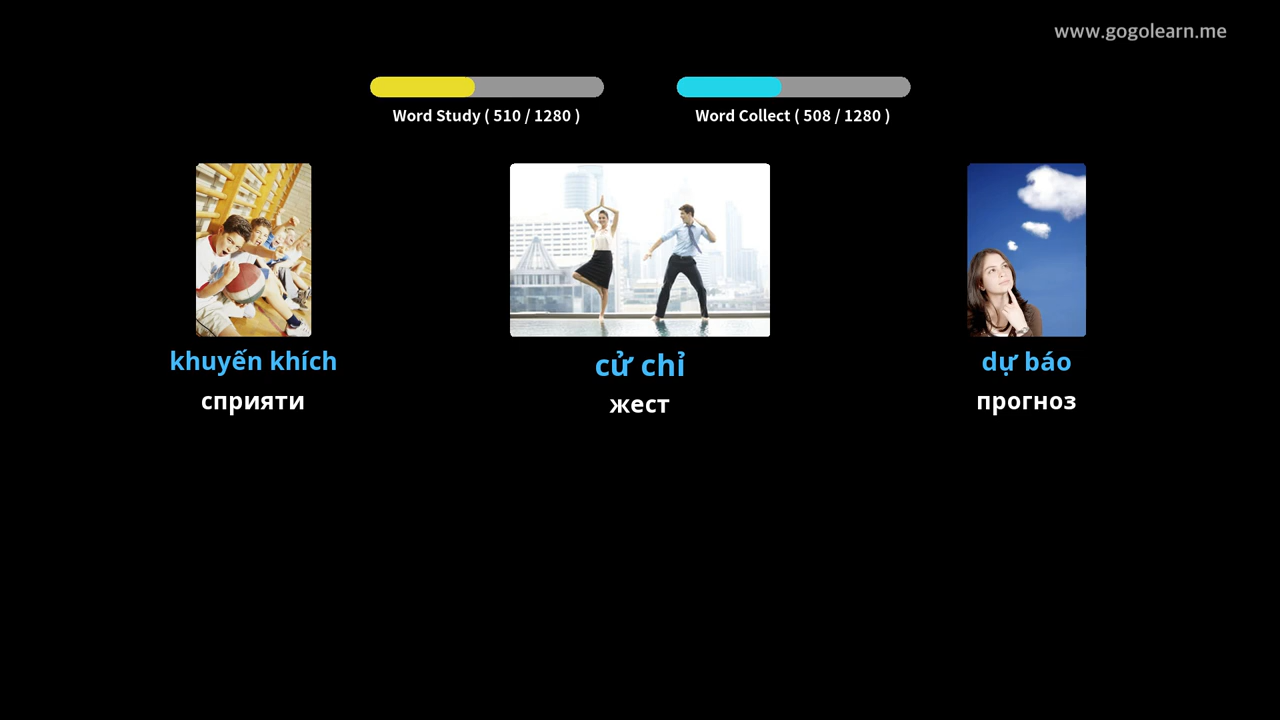 www.gogolearn.me
Word Study ( 510 / 1280 )
Word Collect ( 508 / 1280 )
khuyến khích
сприяти
cử chỉ
жест
dự báo
прогноз